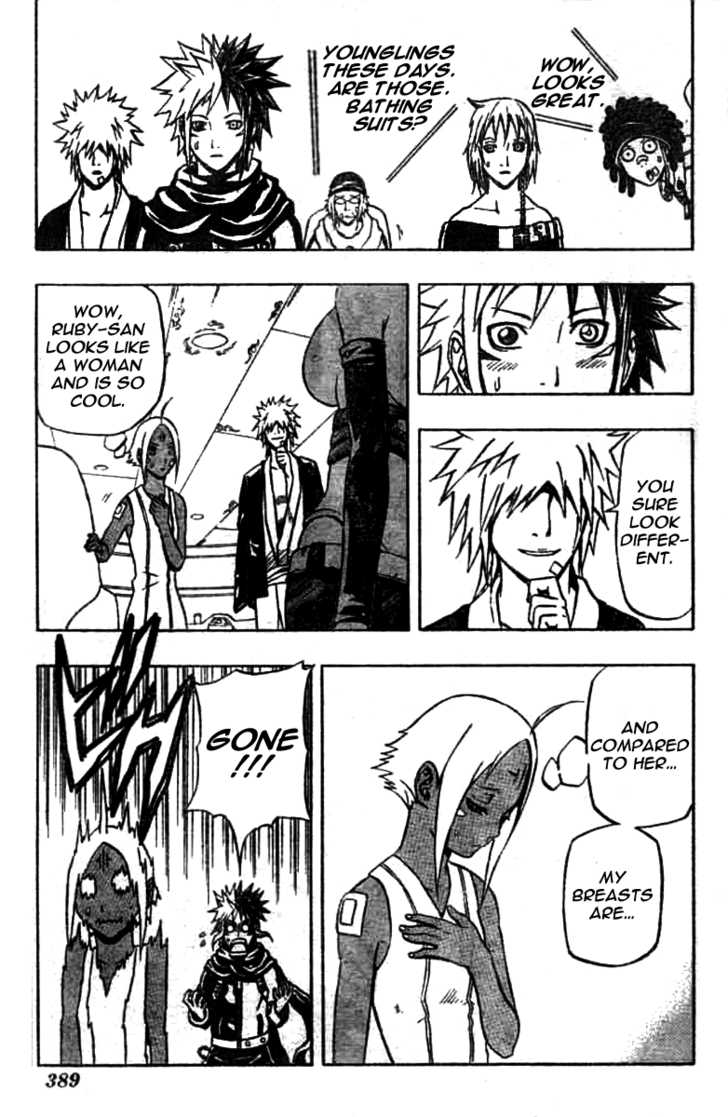 YOUNGLINGS
THESE DAYS.
ARE THOSE.
BATHING
SUITS?
WOW,
LOOKS
GREAT.
WOW,
RUBY-SAN
LOOKS LIKE
A WOMAN
AND IS SO
COOL.
YOU
SURE
LOOK
DIFFER-
ENT.
GONE
!!!
AND
COMPARED
TO HER...
MY
BREASTS
ARE...
389